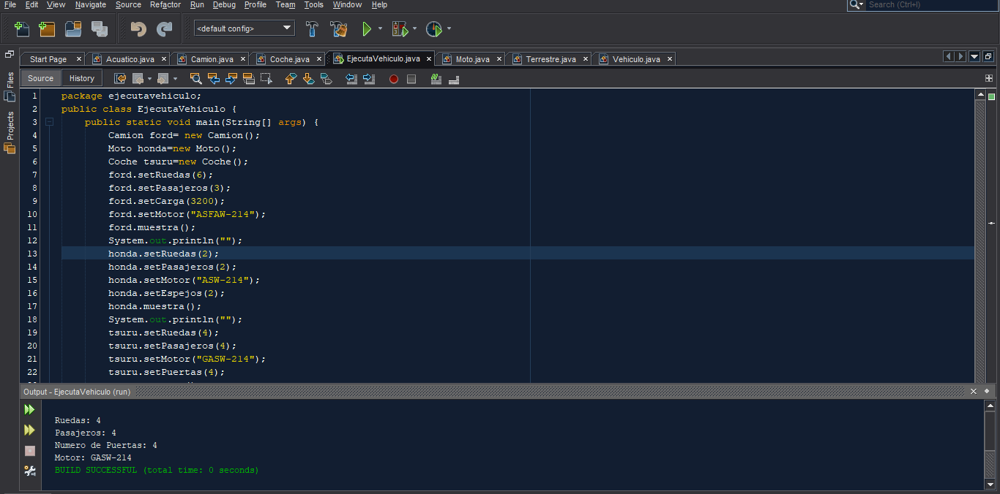 File Edit View Navigate Source Refactor Run Debug Profile Team Tools Window Help
Search (Ctrl+I)
<default config>
Start Page Acuatico.java Camion.java Coche.java EjecutaVehiculo.java Moto.java Terrestre.java Vehiculo.java
Source History
Files
Projects
1 package ejecutavehiculo;
2 public class EjecutaVehiculo {
3 public static void main(String[] args) {
4 Camion ford= new Camion();
5 Moto honda=new Moto();
6 Coche tsuru=new Coche();
7 ford.setRuedas(6);
8 ford.setPasajeros(3);
9 ford.setCarga(3200);
10 ford.setMotor("ASFAW-214");
11 ford.muestra();
12 System.out.println("");
13 honda.setRuedas(2);
14 honda.setPasajeros(2);
15 honda.setMotor("ASW-214");
16 honda.setEspejos(2);
17 honda.muestra();
18 System.out.println("");
19 tsuru.setRuedas(4);
20 tsuru.setPasajeros(4);
21 tsuru.setMotor("GASW-214");
22 tsuru.setPuertas(4);
Output - EjecutaVehiculo (run)
Ruedas: 4
Pasajeros: 4
Numero de Puertas: 4
Motor: GASW-214
BUILD SUCCESSFUL (total time: 0 seconds)